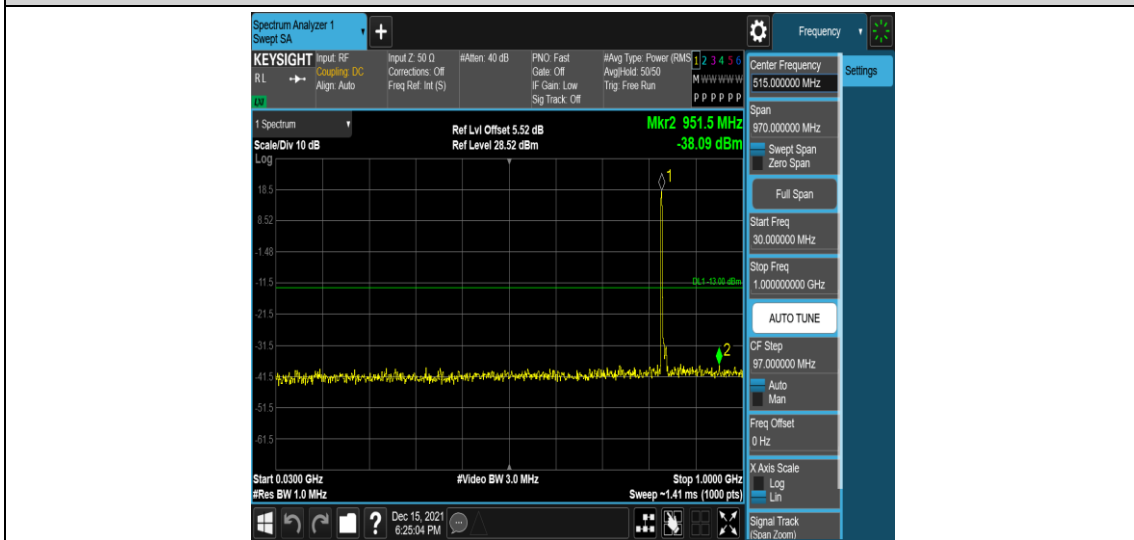 Spectrum Analyzer 1
Swept SA
+
Frequency
KEYSIGHT
RL
LXI
Input: RF
Coupling: DC
Align: Auto
Input Z: 50 Ω
Corrections: Off
Freq Ref: Int (S)
#Atten: 40 dB
PNO: Fast
Gate: Off
IF Gain: Low
Sig Track: Off
#Avg Type: Power (RMS
Avg|Hold: 50/50
Trig: Free Run
1 2 3 4 5 6
M W W W W W
P P P P P P
1 Spectrum
Scale/Div 10 dB
Log
Ref Lvl Offset 5.52 dB
Ref Level 28.52 dBm
Mkr2 951.5 MHz
-38.09 dBm
1
18.5
8.52
-1.48
-11.5
DL1 -13.00 dBm
-21.5
-31.5
2
-41.5
-51.5
-61.5
Start 0.0300 GHz
#Res BW 1.0 MHz
#Video BW 3.0 MHz
Stop 1.0000 GHz
Sweep ~1.41 ms (1000 pts)
?
Dec 15, 2021
6:25:04 PM
Center Frequency
515.000000 MHz
Settings
Span
970.000000 MHz
Swept Span
Zero Span
Full Span
Start Freq
30.000000 MHz
Stop Freq
1.000000000 GHz
AUTO TUNE
CF Step
97.000000 MHz
Auto
Man
Freq Offset
0 Hz
X Axis Scale
Log
Lin
Signal Track
(Span Zoom)